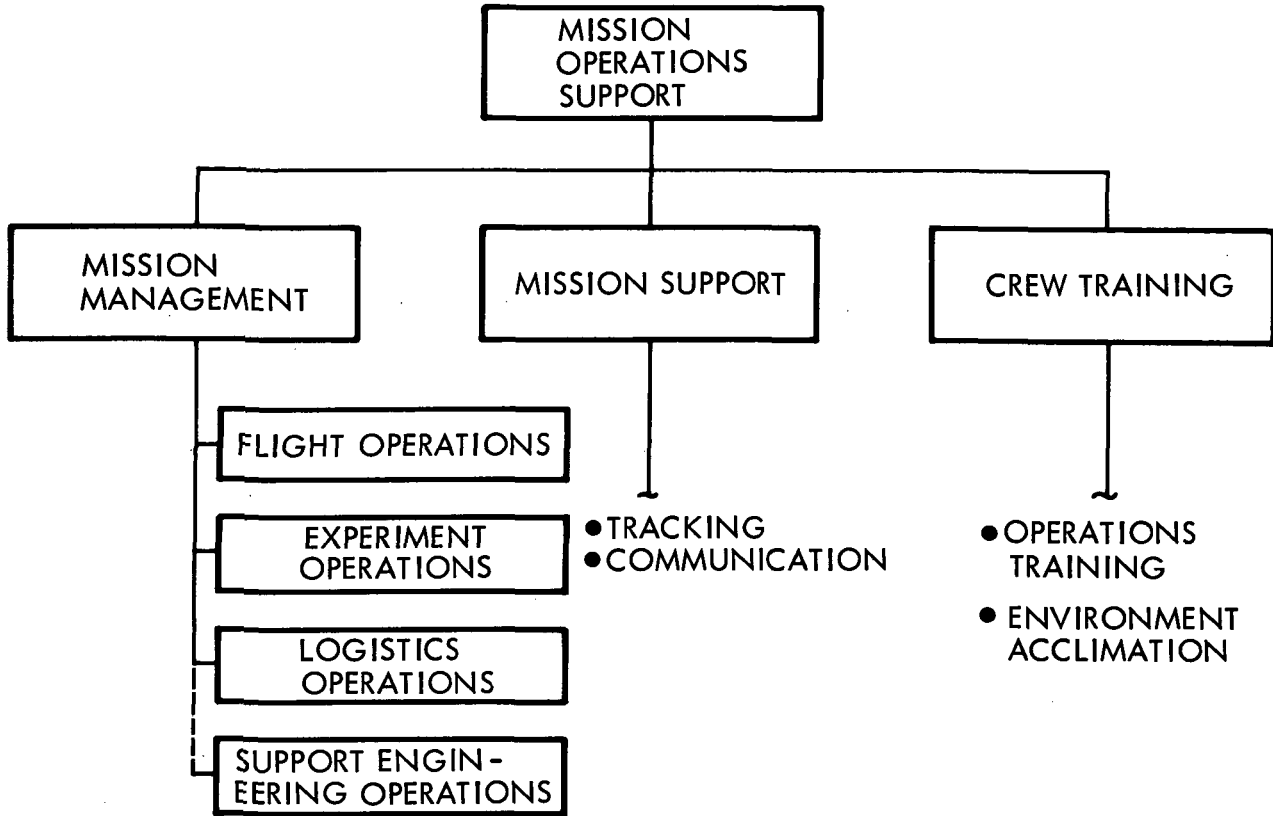 MISSION
OPERATIONS
SUPPORT
MISSION
MANAGEMENT
MISSION SUPPORT
CREW TRAINING
FLIGHT OPERATIONS
EXPERIMENT
OPERATIONS
LOGISTICS
OPERATIONS
SUPPORT ENGIN-
EERING OPERATIONS
●TRACKING
●COMMUNICATION
●OPERATIONS
TRAINING
● ENVIRONMENT
ACCLIMATION